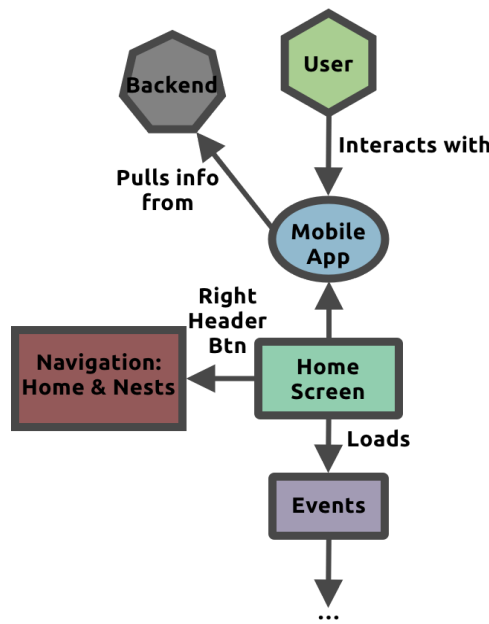 User
Backend
Interacts with
Pulls info
from
Mobile
App
Right
Header
Btn
Navigation:
Home & Nests
Home
Screen
Loads
Events
...